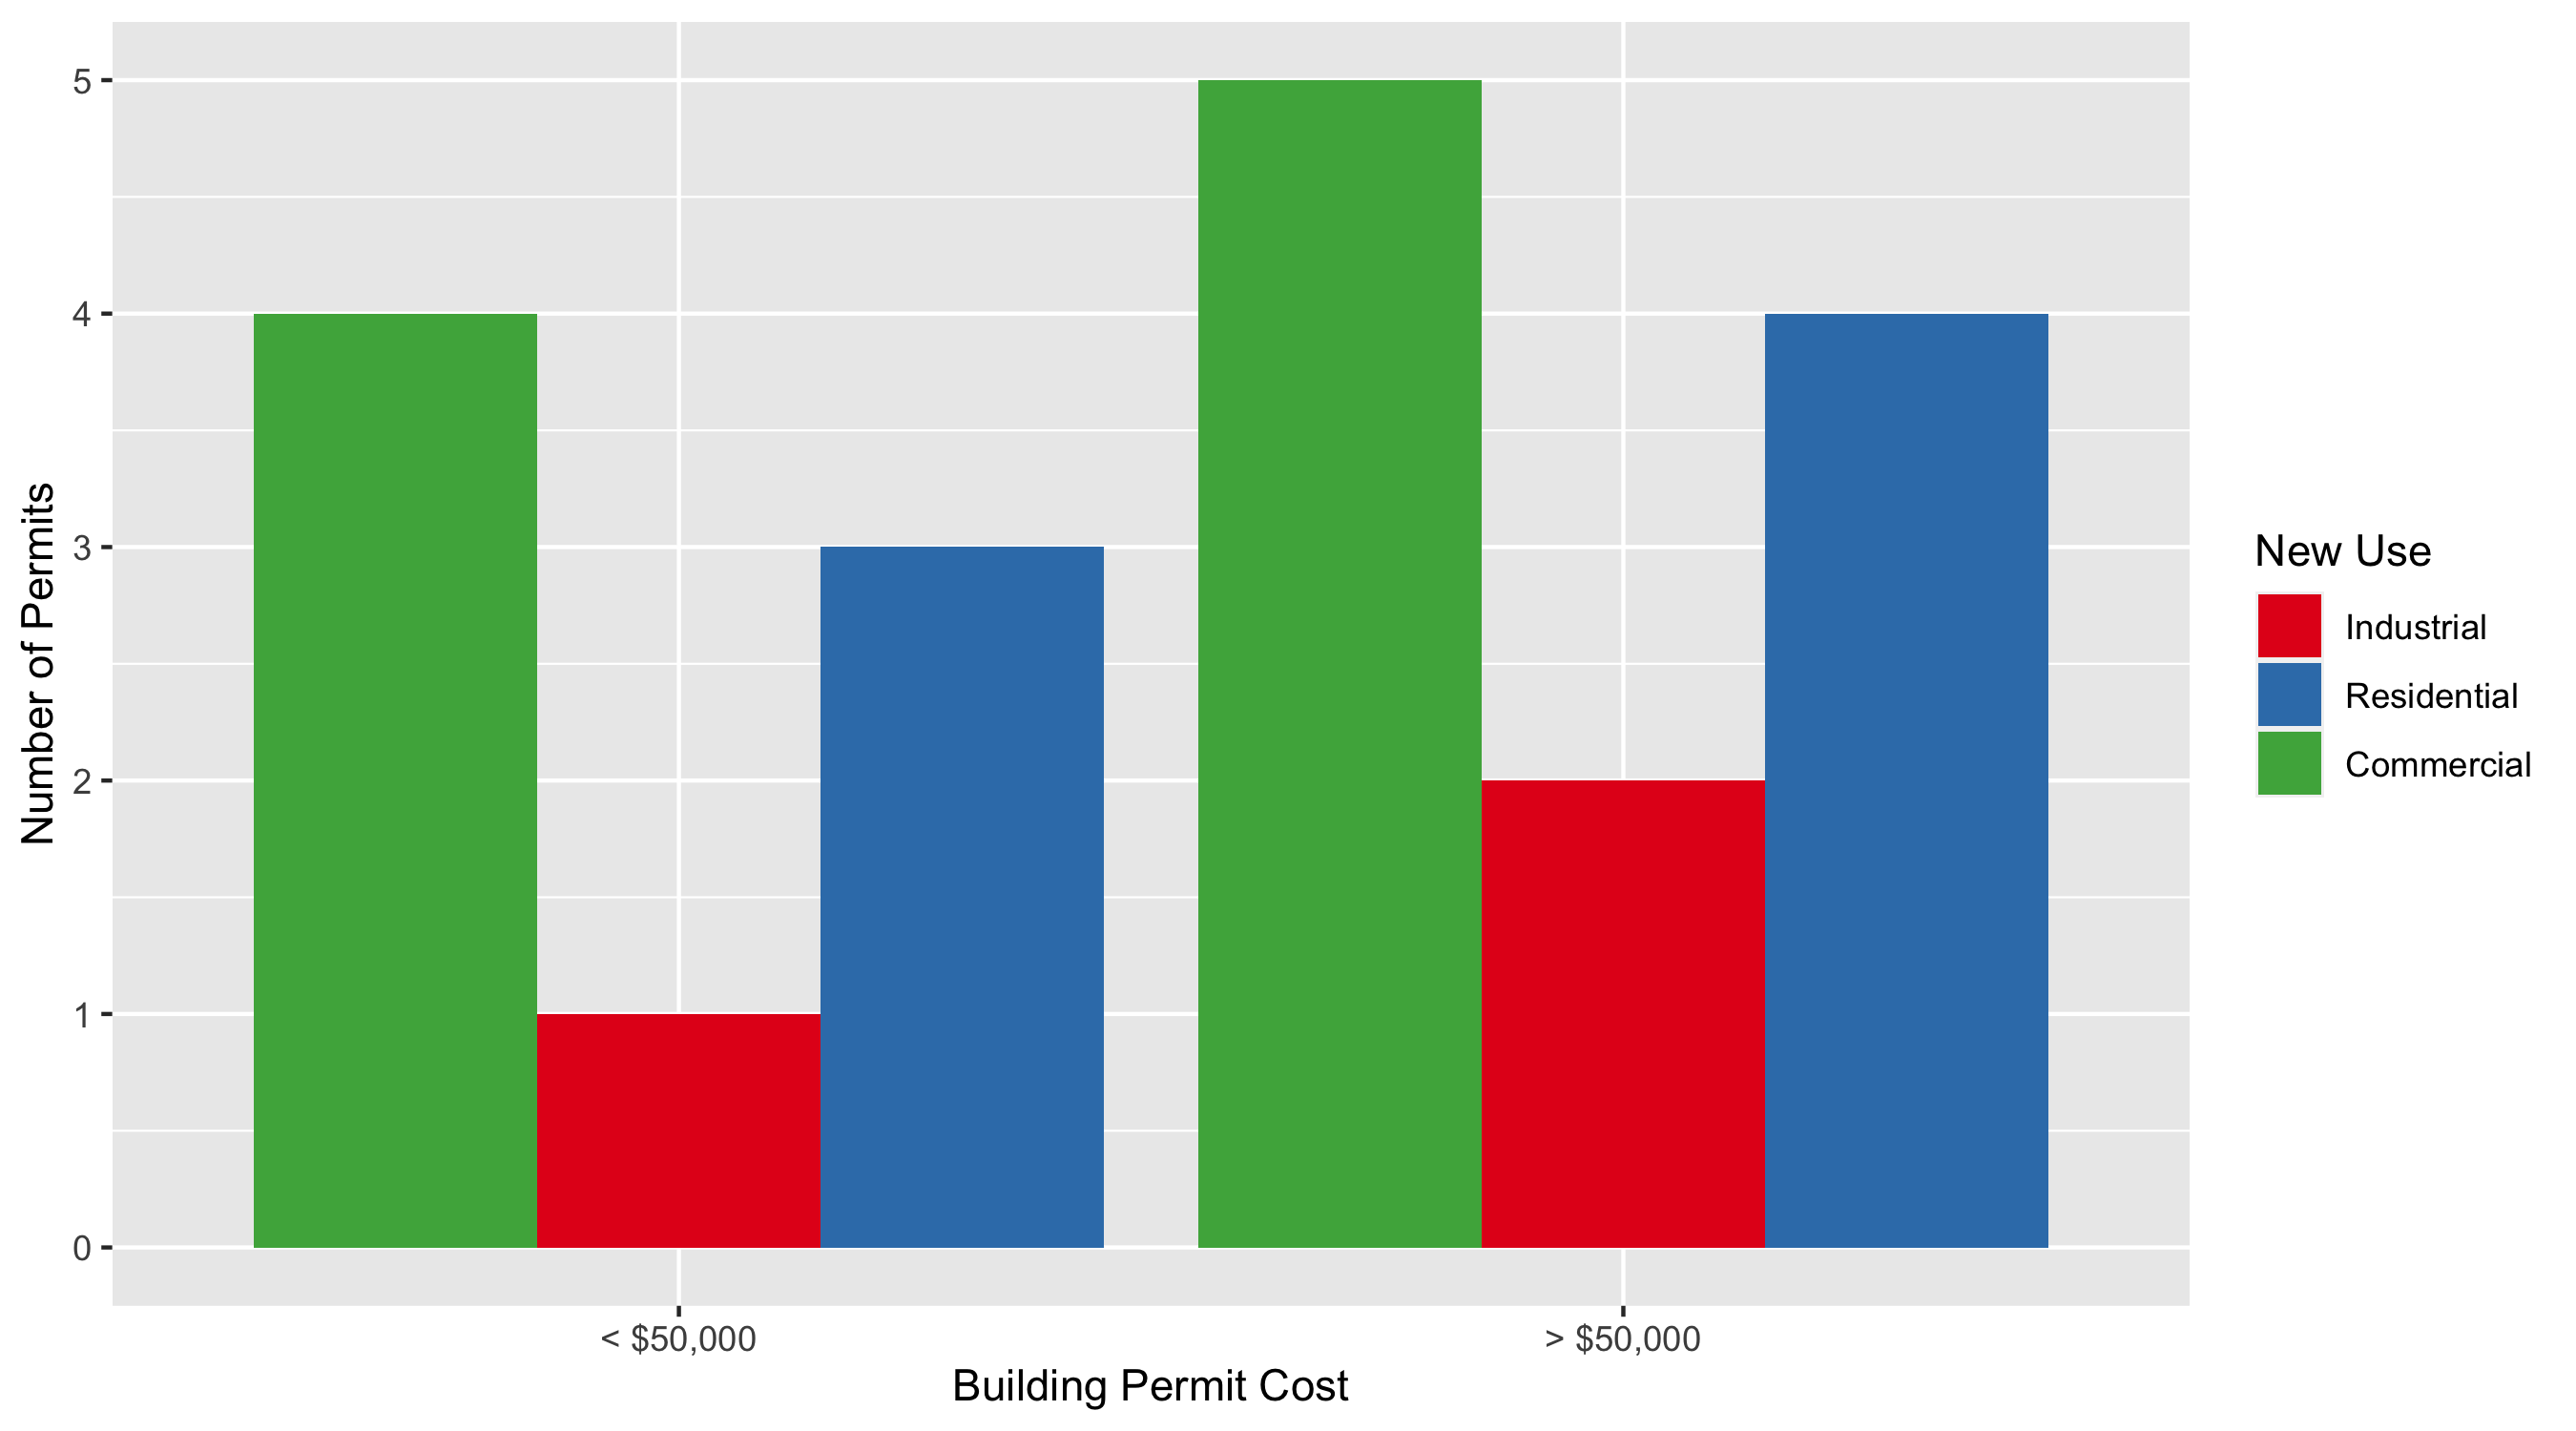 5
4
3
2
1
0
Number of Permits
< $50,000
> $50,000
Building Permit Cost
New Use
Industrial
Residential
Commercial